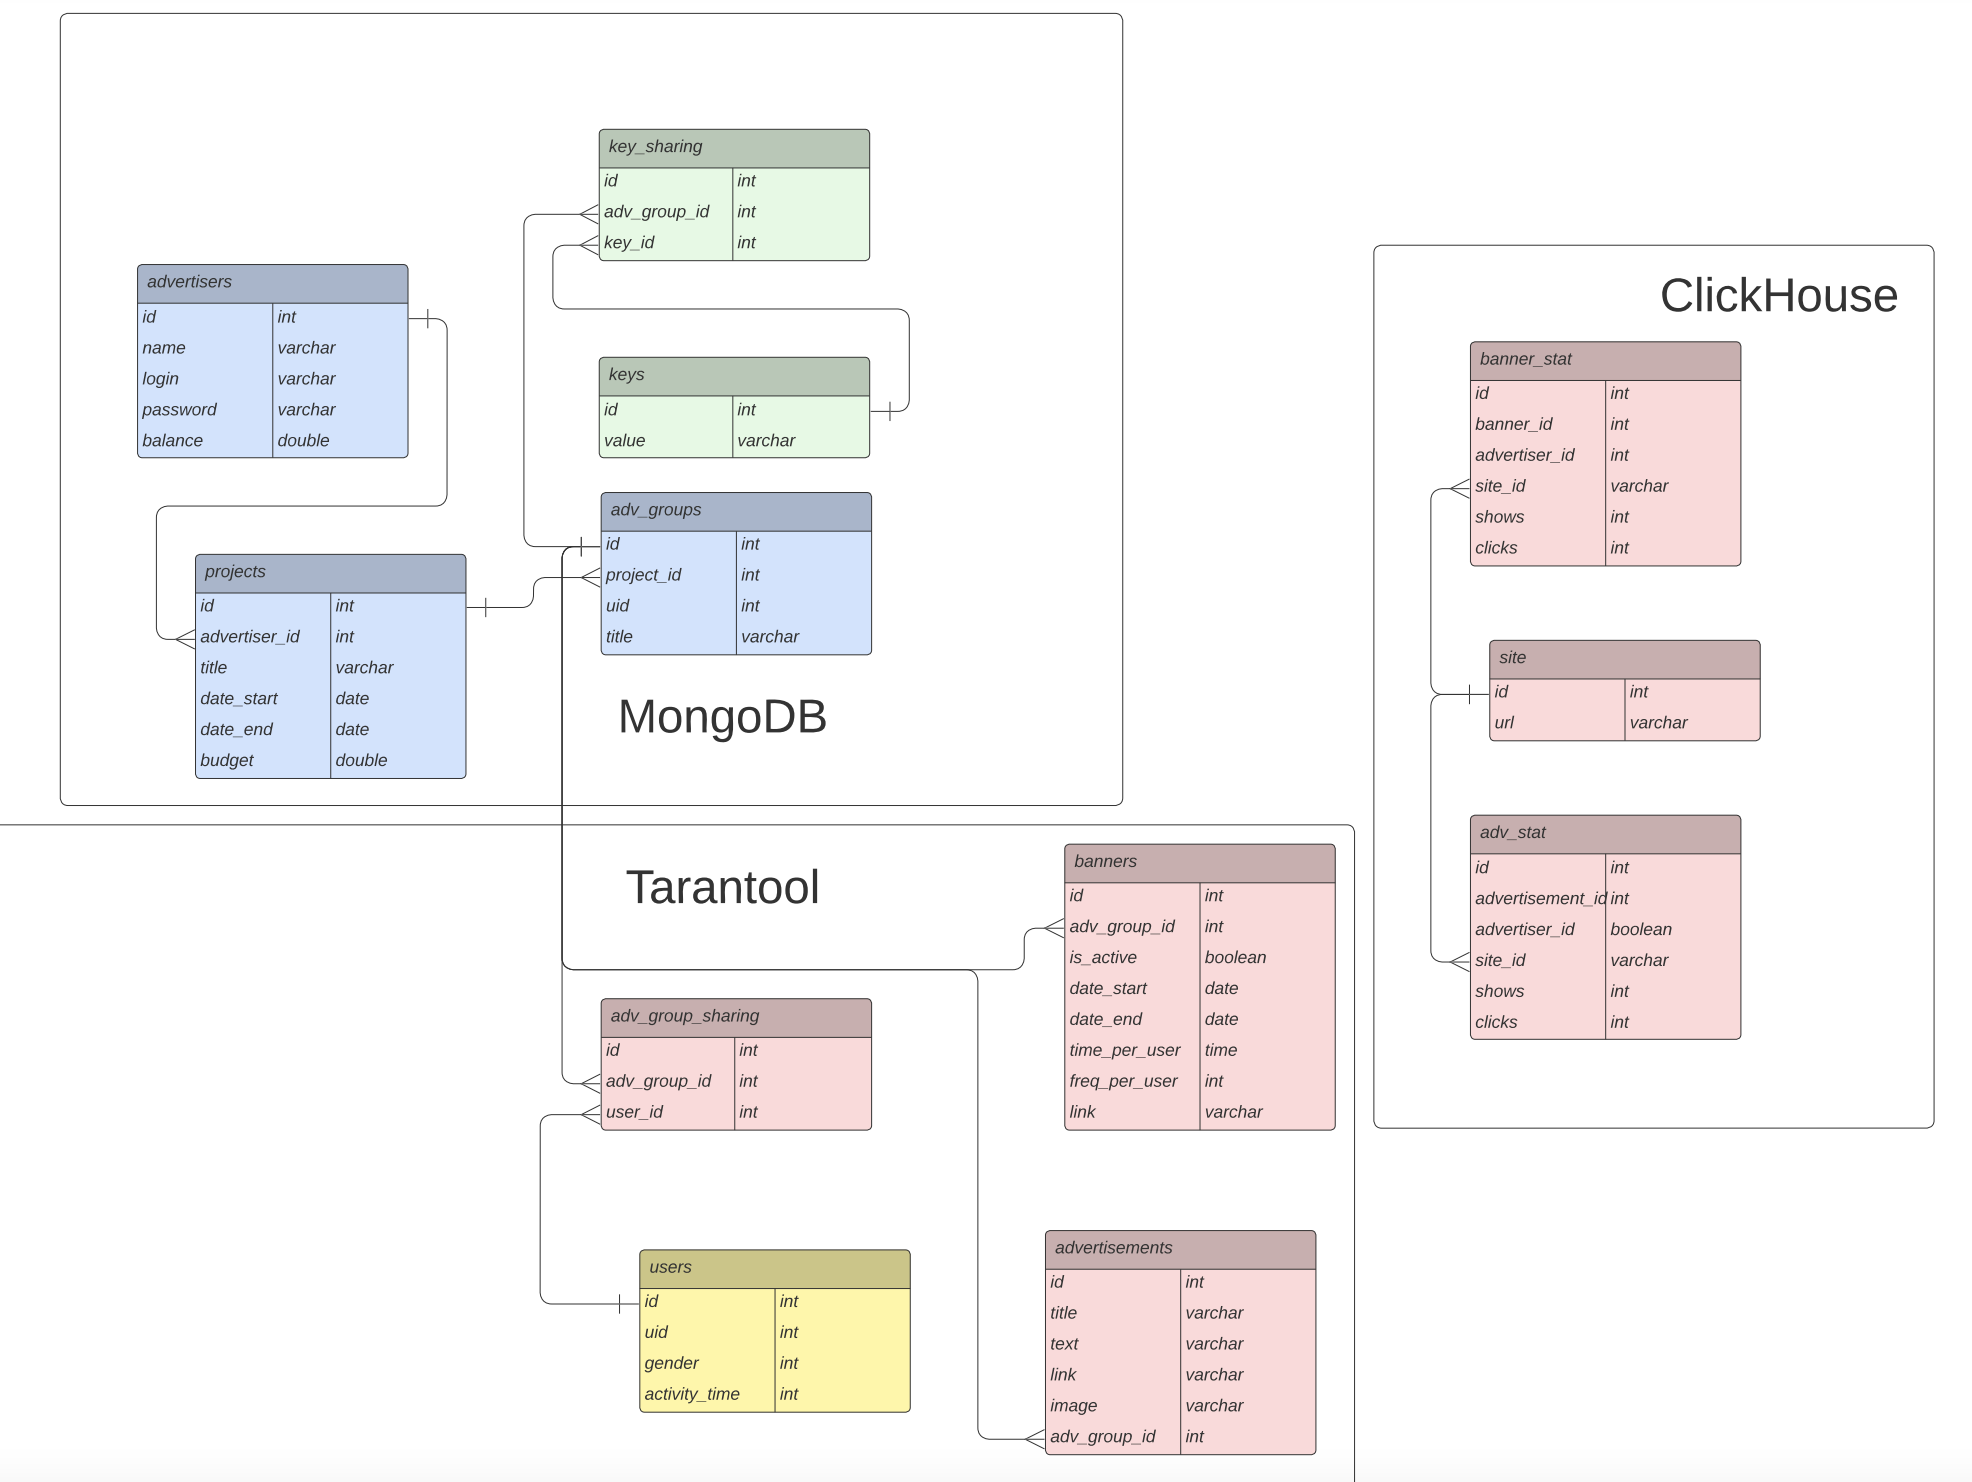 key_sharing
id int
adv_group_id int
key_id int
advertisers
id int
name varchar
login varchar
password varchar
balance double
keys
id int
value varchar
adv_groups
id int
project_id int
uid int
title varchar
projects
id int
advertiser_id int
title varchar
date_start date
date_end date
budget double
MongoDB
ClickHouse
banner_stat
id int
banner_id int
advertiser_id int
site_id varchar
shows int
clicks int
site
id int
url varchar
adv_stat
id int
advertisement_id int
advertiser_id boolean
site_id varchar
shows int
clicks int
Tarantool
banners
id int
adv_group_id int
is_active boolean
date_start date
date_end date
time_per_user time
freq_per_user int
link varchar
adv_group_sharing
id int
adv_group_id int
user_id int
users
id int
uid int
gender int
activity_time int
advertisements
id int
title varchar
text varchar
link varchar
image varchar
adv_group_id int